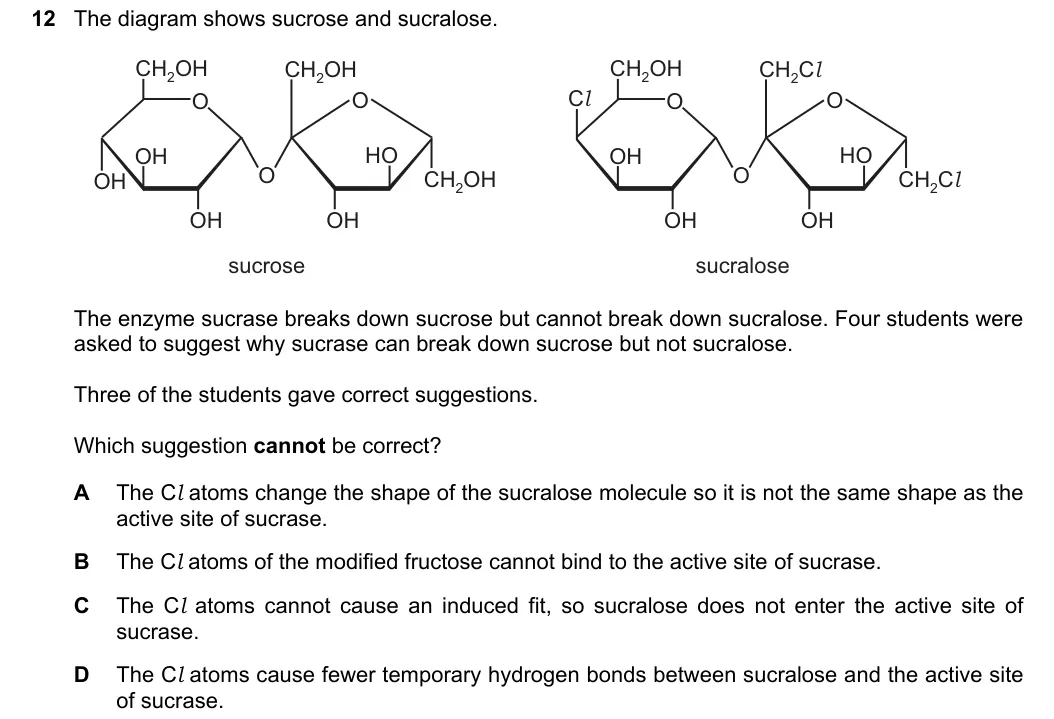 12 The diagram shows sucrose and sucralose.
CH2OH CH2OH CH2OH CH2Cl
O O Cl O O
OH HO OH HO
OH O CH2OH O CH2Cl
OH OH OH OH
sucrose sucralose
The enzyme sucrase breaks down sucrose but cannot break down sucralose. Four students were
asked to suggest why sucrase can break down sucrose but not sucralose.
Three of the students gave correct suggestions.
Which suggestion cannot be correct?
A The Cl atoms change the shape of the sucralose molecule so it is not the same shape as the
active site of sucrase.
B The Cl atoms of the modified fructose cannot bind to the active site of sucrase.
C The Cl atoms cannot cause an induced fit, so sucralose does not enter the active site of
sucrase.
D The Cl atoms cause fewer temporary hydrogen bonds between sucralose and the active site
of sucrase.